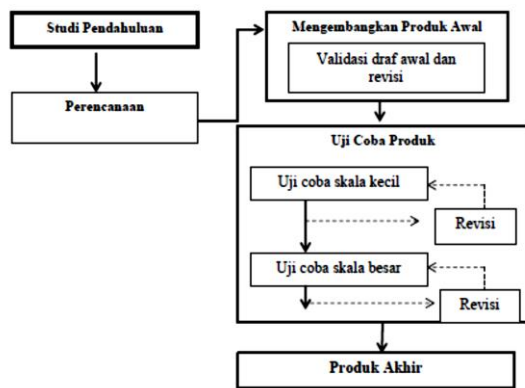 Studi Pendahuluan
Perencanaan
Mengembangkan Produk Awal
Validasi draf awal dan
revisi
Uji Coba Produk
Uji coba skala kecil
Revisi
Uji coba skala besar
Revisi
Produk Akhir